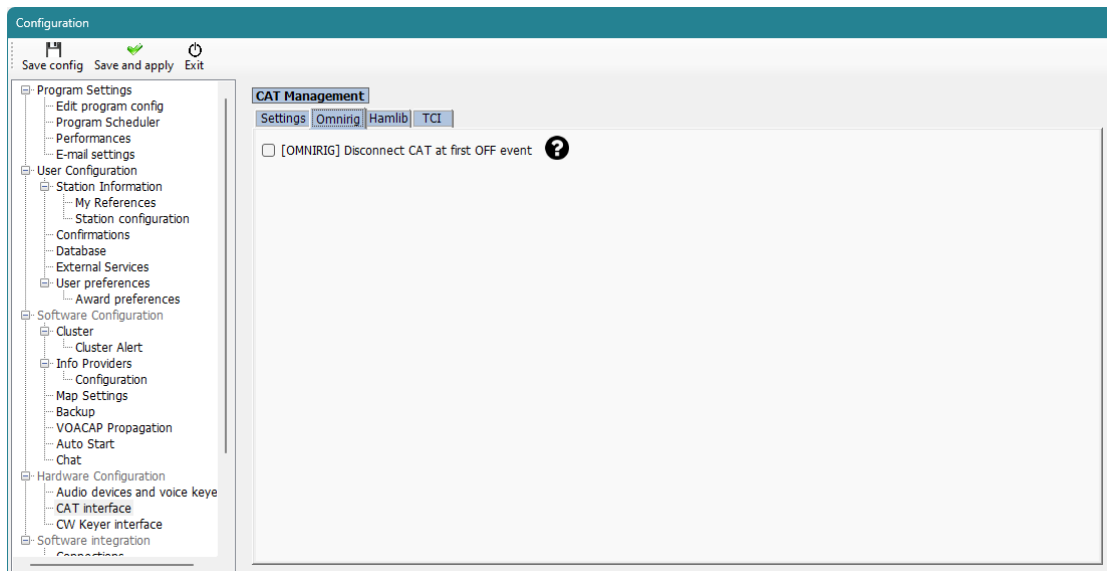 Configuration
Save config Save and apply Exit
Program Settings
Edit program config
Program Scheduler
Performances
E-mail settings
User Configuration
Station Information
My References
Station configuration
Confirmations
Database
External Services
User preferences
Award preferences
Software Configuration
Cluster
Cluster Alert
Info Providers
Configuration
Map Settings
Backup
VOACAP Propagation
Auto Start
Chat
Hardware Configuration
Audio devices and voice keye
CAT interface
CW Keyer interface
Software integration
Connections
CAT Management
Settings Omnirig Hamlib TCI
[OMNIRIG] Disconnect CAT at first OFF event ?